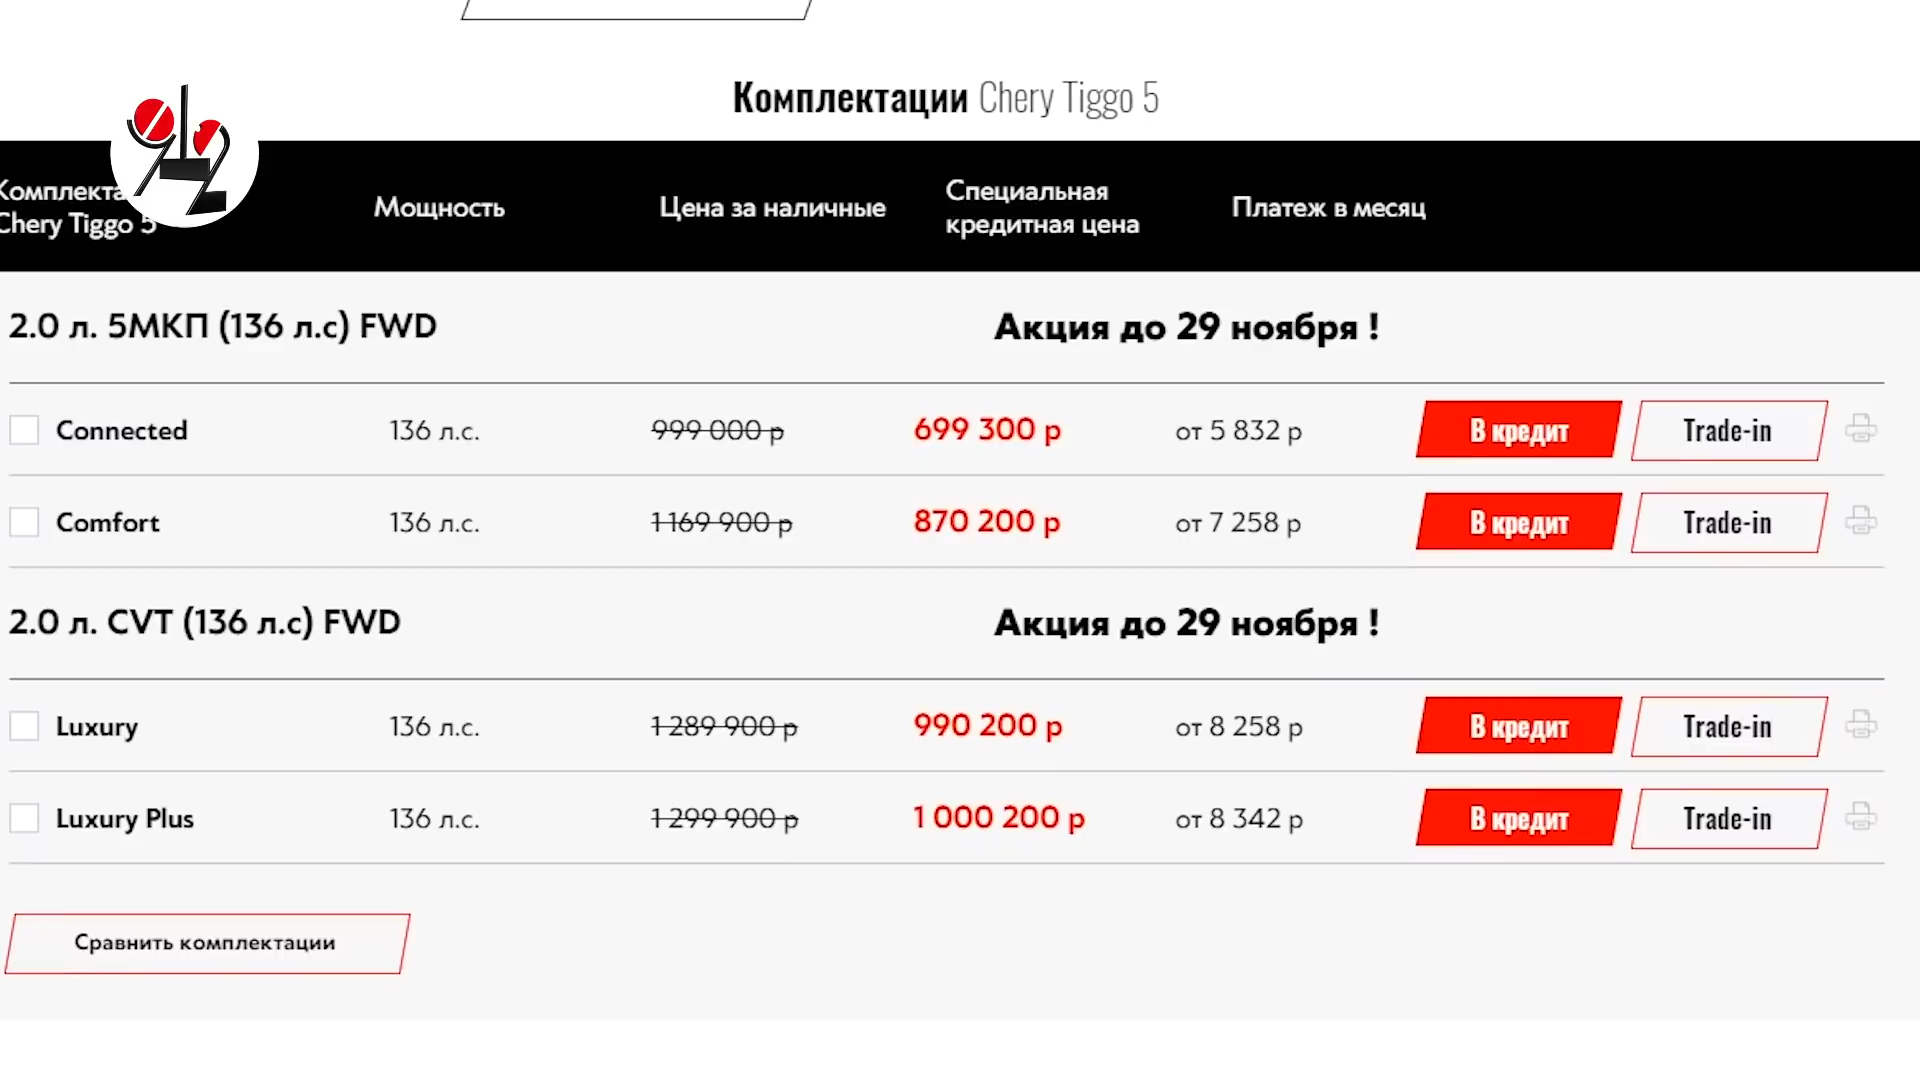 Комплектации Chery Tiggo 5
Chery Tiggo 5
Мощность
Цена за наличные
Специальная
кредитная цена
Платеж в месяц
2.0 л. 5МКП (136 л.с) FWD
Акция до 29 ноября !
Connected 136 л.с. 999 000 р 699 300 р от 5 832 р В кредит Trade-in
Comfort 136 л.с. 1 169 900 р 870 200 р от 7 258 р В кредит Trade-in
2.0 л. CVT (136 л.с) FWD
Акция до 29 ноября !
Luxury 136 л.с. 1 289 900 р 990 200 р от 8 258 р В кредит Trade-in
Luxury Plus 136 л.с. 1 299 900 р 1 000 200 р от 8 342 р В кредит Trade-in
Сравнить комплектации